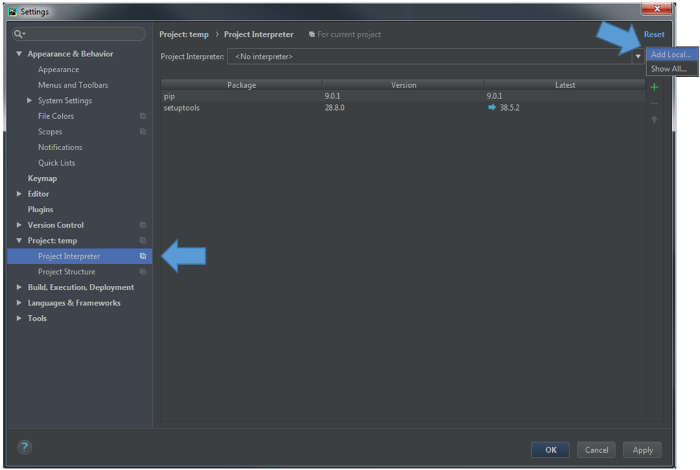 Settings
Project: temp › Project Interpreter For current project Reset
Project Interpreter: <No interpreter>
Add Local...
Show All...
Appearance & Behavior
Appearance
Menus and Toolbars
System Settings
File Colors
Scopes
Notifications
Quick Lists
Keymap
Editor
Plugins
Version Control
Project: temp
Project Interpreter
Project Structure
Build, Execution, Deployment
Languages & Frameworks
Tools
Package Version Latest
pip 9.0.1 9.0.1
setuptools 28.8.0 38.5.2
? OK Cancel Apply